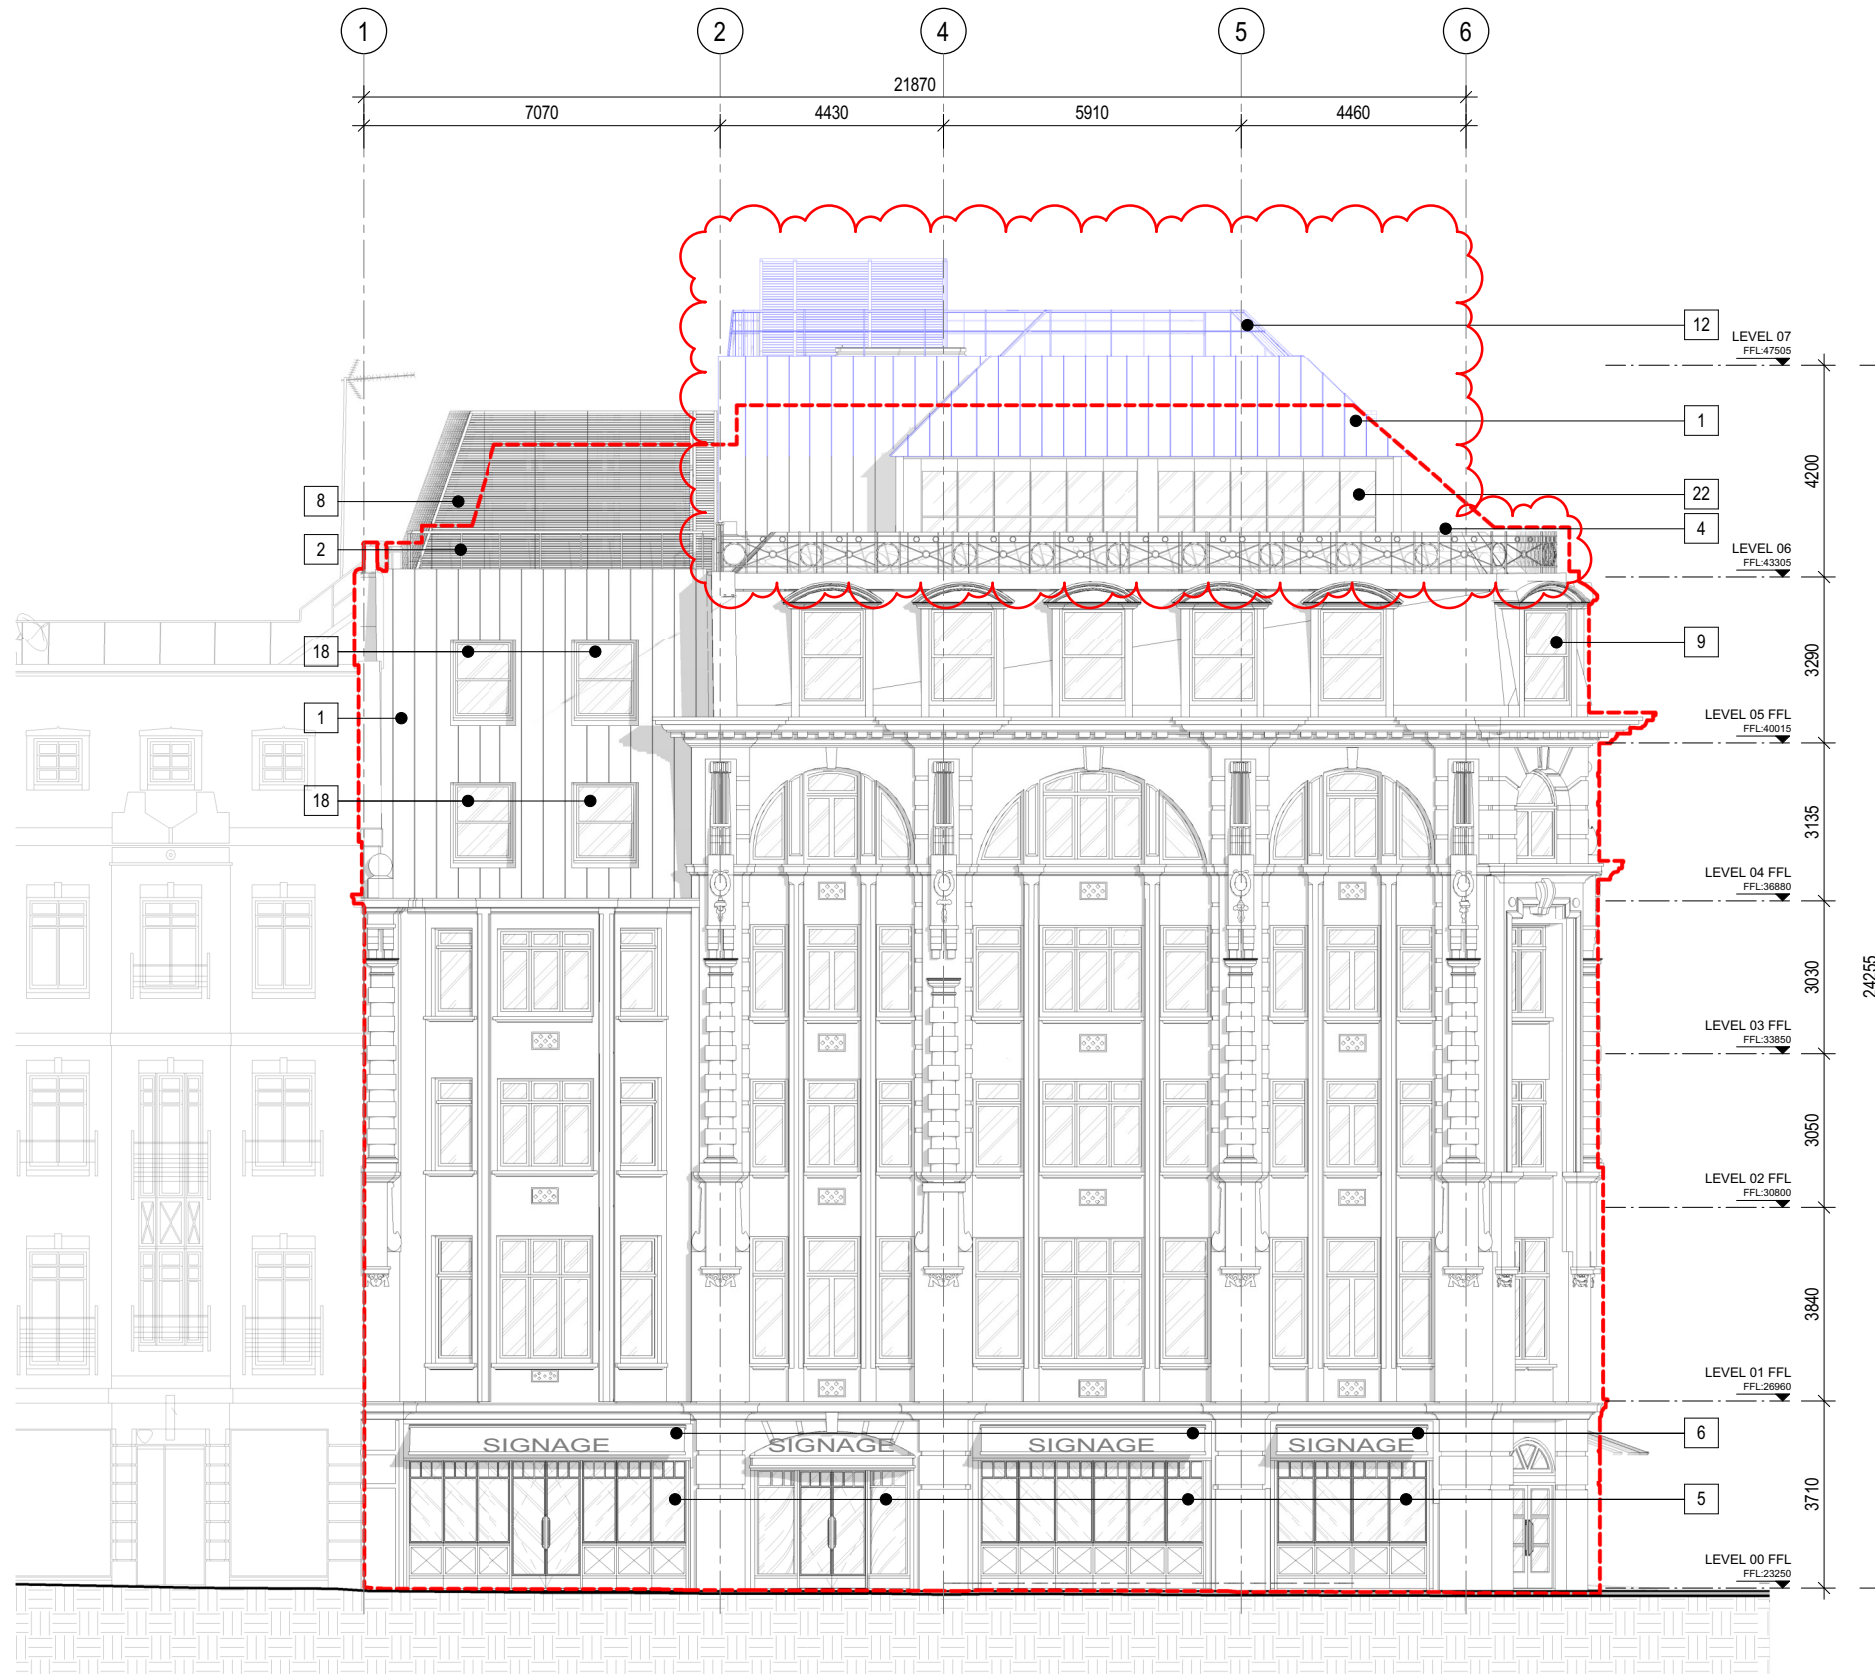 1 2 4 5 6
21870
7070 4430 5910 4460
12
LEVEL 07
FFL:47505
1
4200
8
22
4
2
LEVEL 06
FFL:43305
18
9
3290
1
LEVEL 05 FFL
FFL:40015
18
3135
LEVEL 04 FFL
FFL:36880
3030
24255
LEVEL 03 FFL
FFL:33850
3050
LEVEL 02 FFL
FFL:30800
3840
LEVEL 01 FFL
FFL:26960
6
SIGNAGE SIGNAGE SIGNAGE SIGNAGE
5
3710
LEVEL 00 FFL
FFL:23250